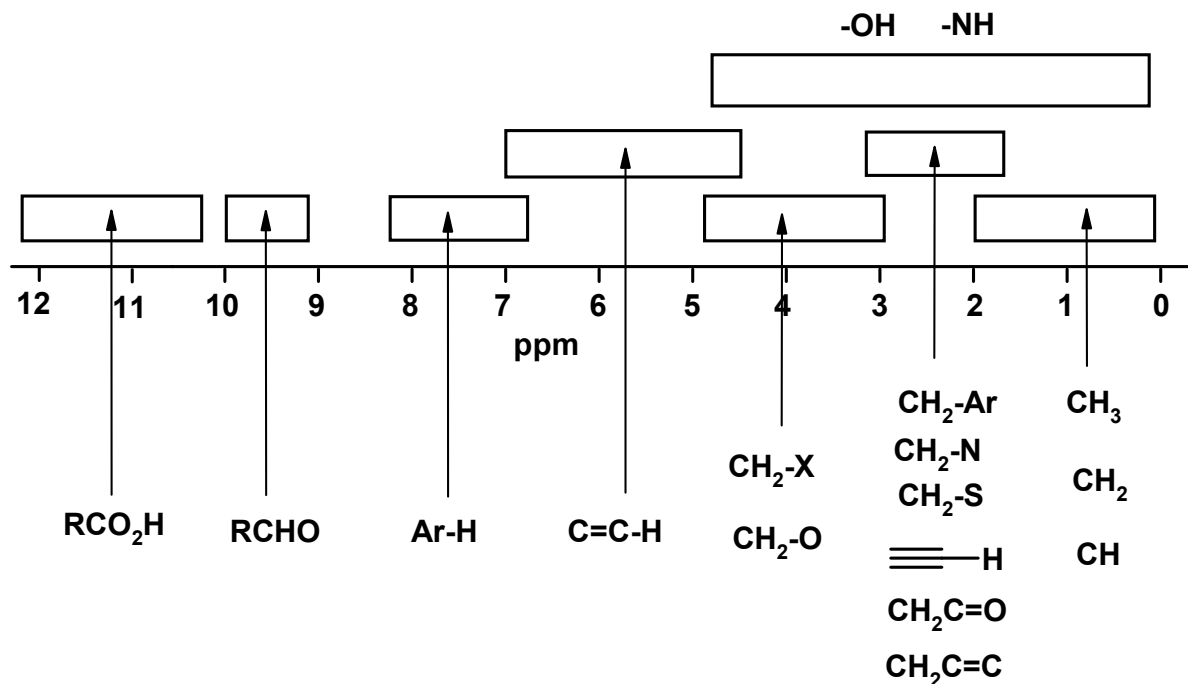 -OH -NH
12 11 10 9 8 7 6 5 4 3 2 1 0
ppm
CH₂-Ar CH₃
CH₂-N
CH₂-X CH₂
CH₂-S
RCO₂H RCHO Ar-H C=C-H CH₂-O
H CH
CH₂C=O
CH₂C=C